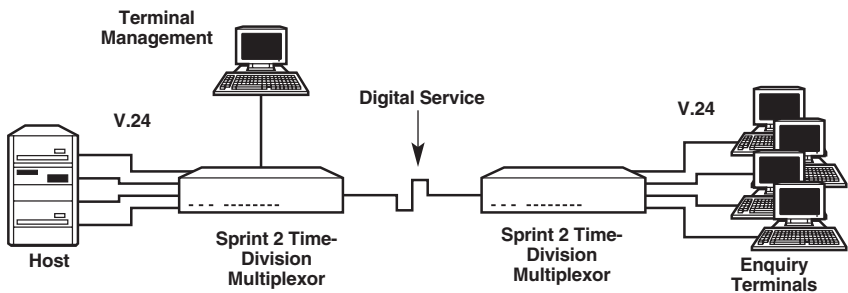 Terminal
Management
V.24
Digital Service
V.24
Host
Sprint 2 Time-
Division
Multiplexor
Sprint 2 Time-
Division
Multiplexor
Enquiry
Terminals